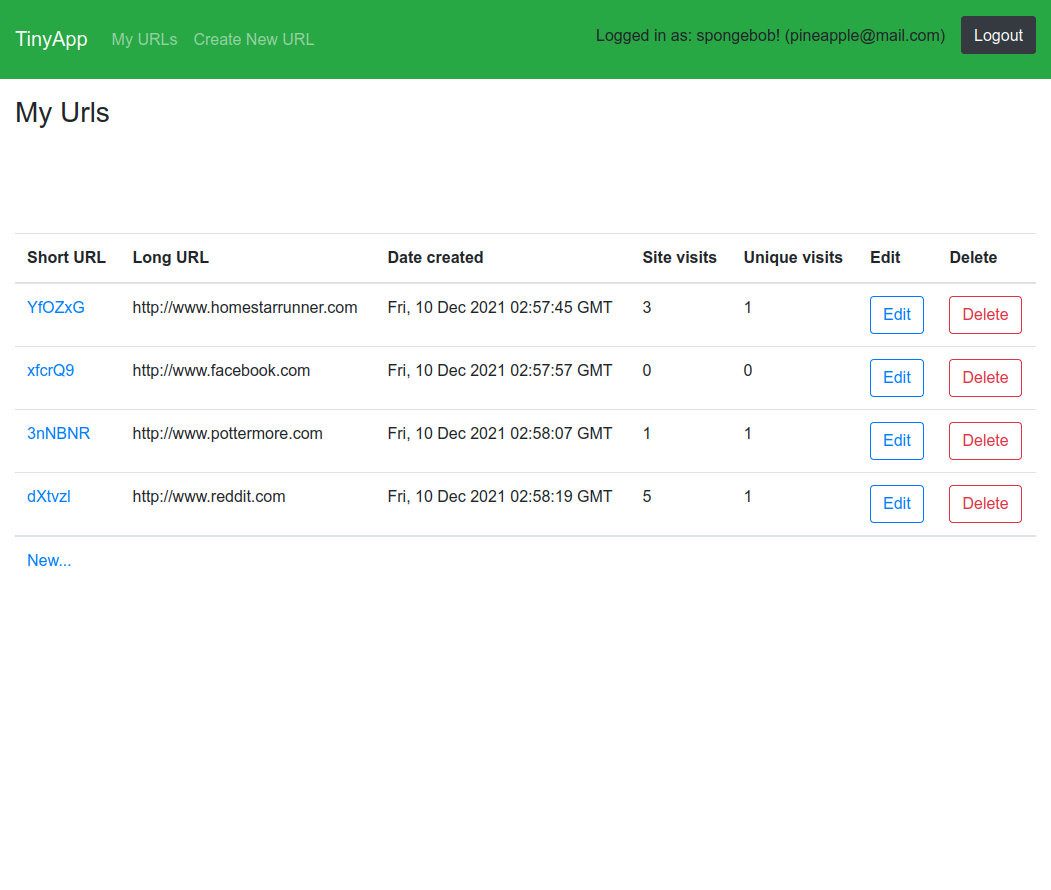 TinyApp My URLs Create New URL Logged in as: spongebob! (pineapple@mail.com) Logout
My Urls
Short URL Long URL Date created Site visits Unique visits Edit Delete
YfOZxG http://www.homestarrunner.com Fri, 10 Dec 2021 02:57:45 GMT 3 1 Edit Delete
xfcrQ9 http://www.facebook.com Fri, 10 Dec 2021 02:57:57 GMT 0 0 Edit Delete
3nNBNR http://www.pottermore.com Fri, 10 Dec 2021 02:58:07 GMT 1 1 Edit Delete
dXtvzl http://www.reddit.com Fri, 10 Dec 2021 02:58:19 GMT 5 1 Edit Delete
New...